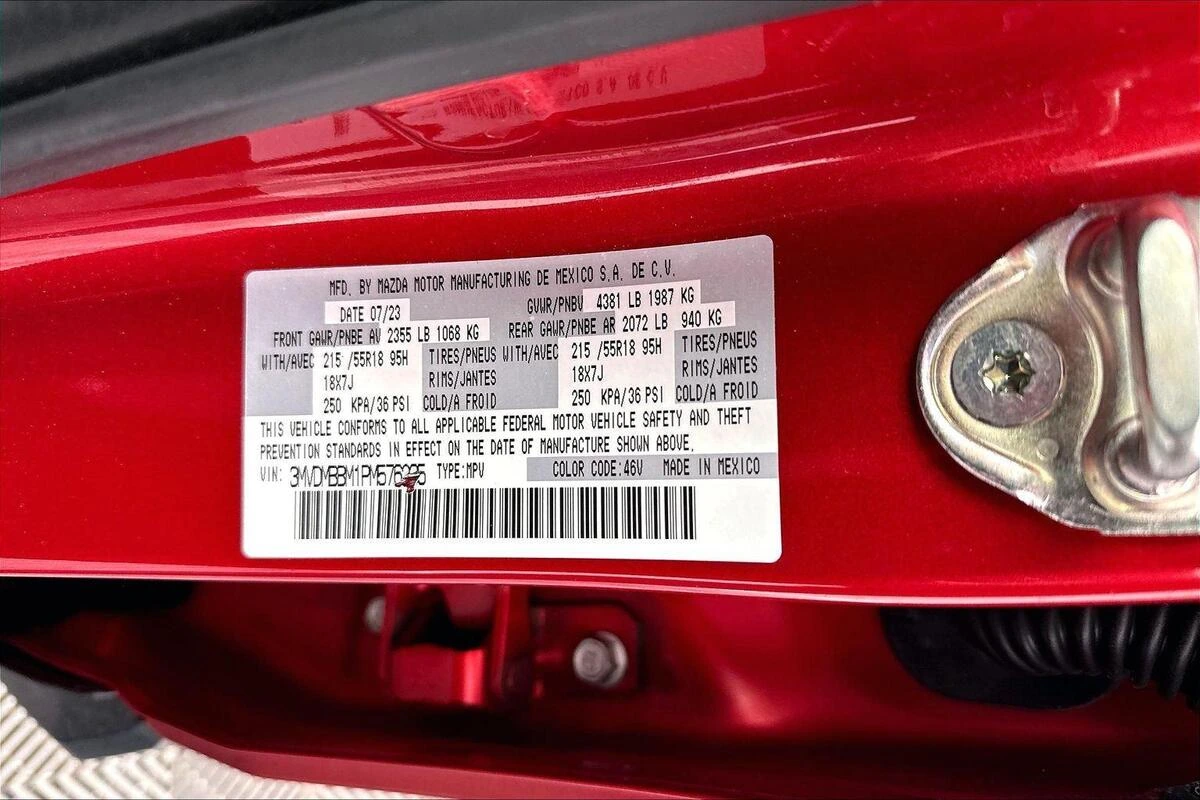 MFD. BY MAZDA MOTOR MANUFACTURING DE MEXICO S.A. DE C.V.
DATE 07/23 GVWR/PNBV 4381 LB 1987 KG
FRONT GAWR/PNBE AV 2355 LB 1068 KG REAR GAWR/PNBE AR 2072 LB 940 KG
WITH/AVEC 215 /55R18 95H TIRES/PNEUS WITH/AVEC 215 /55R18 95H TIRES/PNEUS
18X7J RIMS/JANTES 18X7J RIMS/JANTES
250 KPA/36 PSI COLD/A FROID 250 KPA/36 PSI COLD/A FROID
THIS VEHICLE CONFORMS TO ALL APPLICABLE FEDERAL MOTOR VEHICLE SAFETY AND THEFT
PREVENTION STANDARDS IN EFFECT ON THE DATE OF MANUFACTURE SHOWN ABOVE.
VIN: TYPE:MPV COLOR CODE:46V MADE IN MEXICO